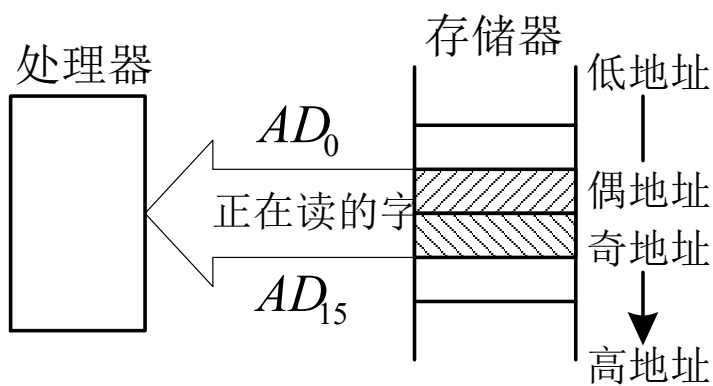 存储器
处理器
低地址
AD₀
偶地址
正在读的字
奇地址
AD₁₅
高地址